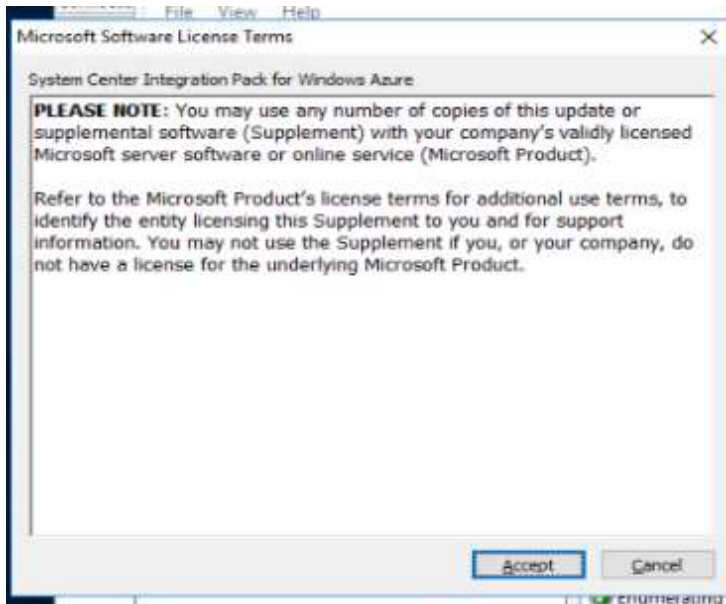 File View Help
Microsoft Software License Terms
System Center Integration Pack for Windows Azure
PLEASE NOTE: You may use any number of copies of this update or
supplemental software (Supplement) with your company's validly licensed
Microsoft server software or online service (Microsoft Product).
Refer to the Microsoft Product's license terms for additional use terms, to
identify the entity licensing this Supplement to you and for support
information. You may not use the Supplement if you, or your company, do
not have a license for the underlying Microsoft Product.
Accept Cancel
Enumerating